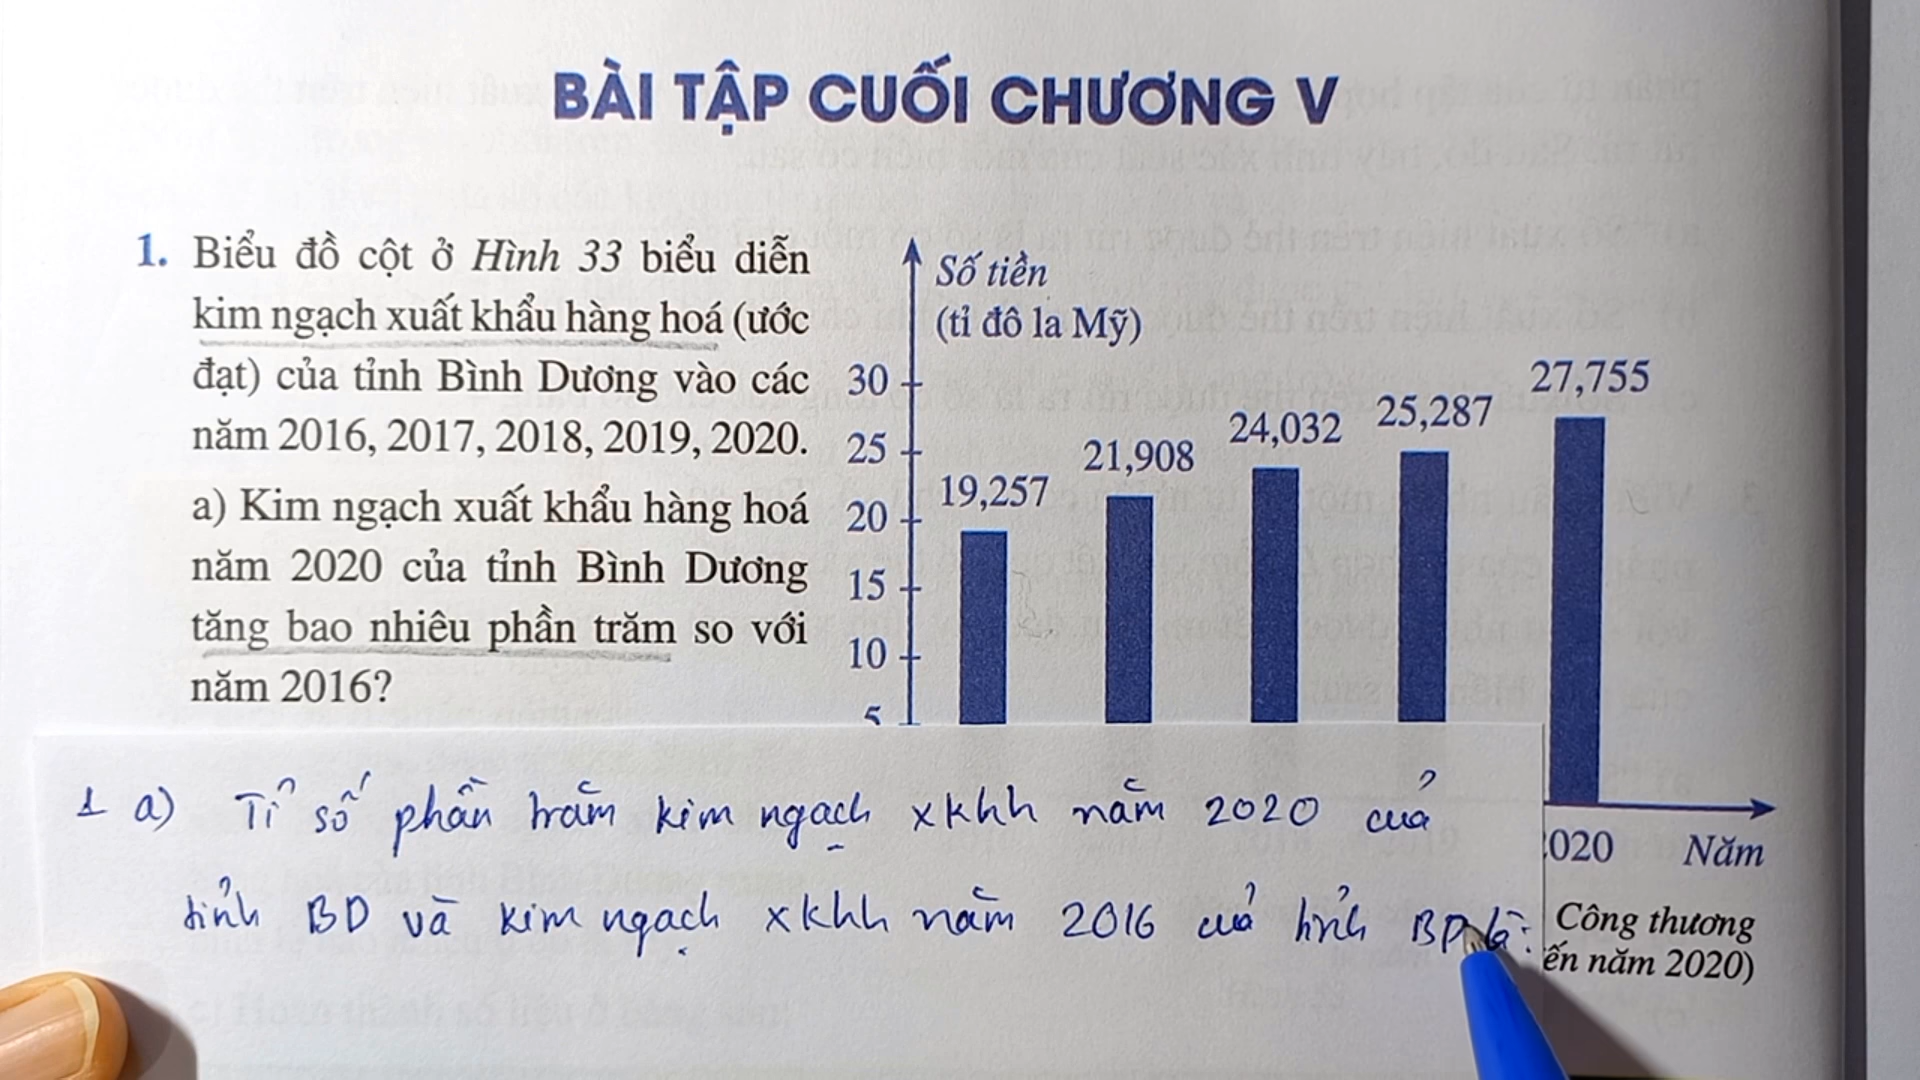 BÀI TẬP CUỐI CHƯƠNG V
1. Biểu đồ cột ở Hình 33 biểu diễn
kim ngạch xuất khẩu hàng hoá (ước
đạt) của tỉnh Bình Dương vào các
năm 2016, 2017, 2018, 2019, 2020.
a) Kim ngạch xuất khẩu hàng hoá
năm 2020 của tỉnh Bình Dương
tăng bao nhiêu phần trăm so với
năm 2016?
Số tiền
(tỉ đô la Mỹ)
30
25
20
15
10
5
19,257
21,908
24,032
25,287
27,755
020 Năm
Công thương
ến năm 2020)
1 a) Tỉ số phần trăm kim ngạch xkhh năm 2020 của
tỉnh BD và kim ngạch xkhh năm 2016 của tỉnh BD là: